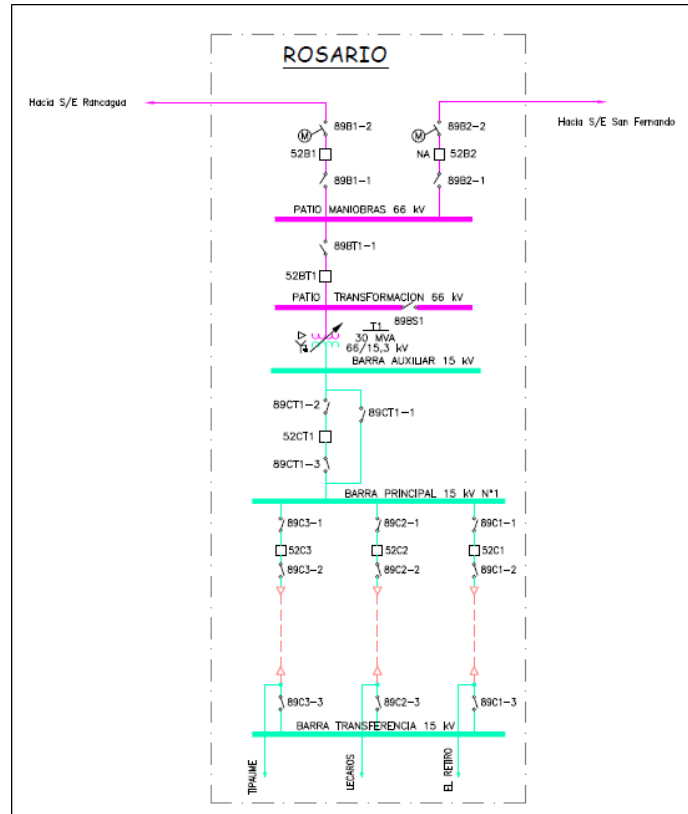 ROSARIO
Hacia S/E Rancagua
Hacia S/E San Fernando
89B1-2
89B2-2
M
M
52B1
NA
52B2
89B1-1
89B2-1
PATIO MANIOBRAS 66 kV
89BT1-1
52BT1
PATIO TRANSFORMACION 66 kV
89BS1
T1
30 MVA
66/15,3 kV
BARRA AUXILIAR 15 kV
89CT1-2
89CT1-1
52CT1
89CT1-3
BARRA PRINCIPAL 15 kV N°1
89C3-1
89C2-1
89C1-1
52C3
52C2
52C1
89C3-2
89C2-2
89C1-2
89C3-3
89C2-3
89C1-3
BARRA TRANSFERENCIA 15 kV
TIPAUME
LECAROS
EL RETIRO